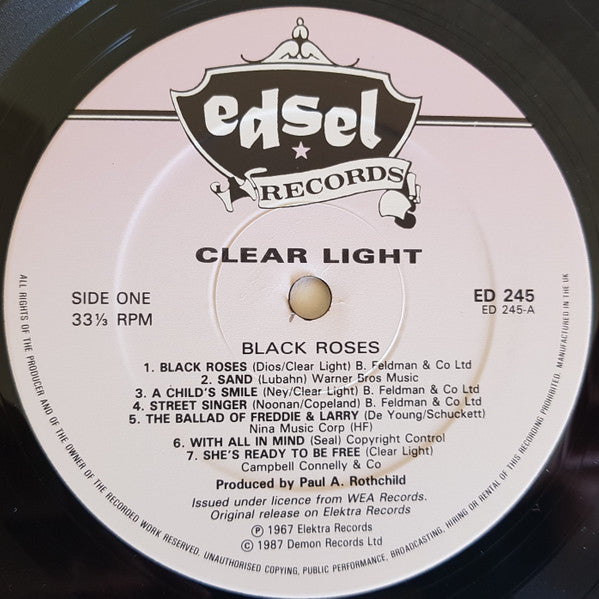 edsel
RECORDS
CLEAR LIGHT
SIDE ONE
33⅓ RPM
ED 245
ED 245-A
BLACK ROSES
1. BLACK ROSES (Dios/Clear Light) B. Feldman & Co Ltd
2. SAND (Lubahn) Warner Bros Music
3. A CHILD'S SMILE (Ney/Clear Light) B. Feldman & Co Ltd
4. STREET SINGER (Noonan/Copeland) B. Feldman & Co Ltd
5. THE BALLAD OF FREDDIE & LARRY (De Young/Schuckett)
Nina Music Corp (HF)
6. WITH ALL IN MIND (Seal) Copyright Control
7. SHE'S READY TO BE FREE (Clear Light)
Campbell Connelly & Co
Produced by Paul A. Rothchild
Issued under licence from WEA Records.
Original release on Elektra Records
Ⓟ 1967 Elektra Records
© 1987 Demon Records Ltd
ALL RIGHTS OF THE PRODUCER AND OF THE OWNER OF THE RECORDED WORK RESERVED. UNAUTHORISED COPYING, PUBLIC PERFORMANCE, BROADCASTING, HIRING OR RENTAL OF THIS RECORDING PROHIBITED. MANUFACTURED IN THE UK